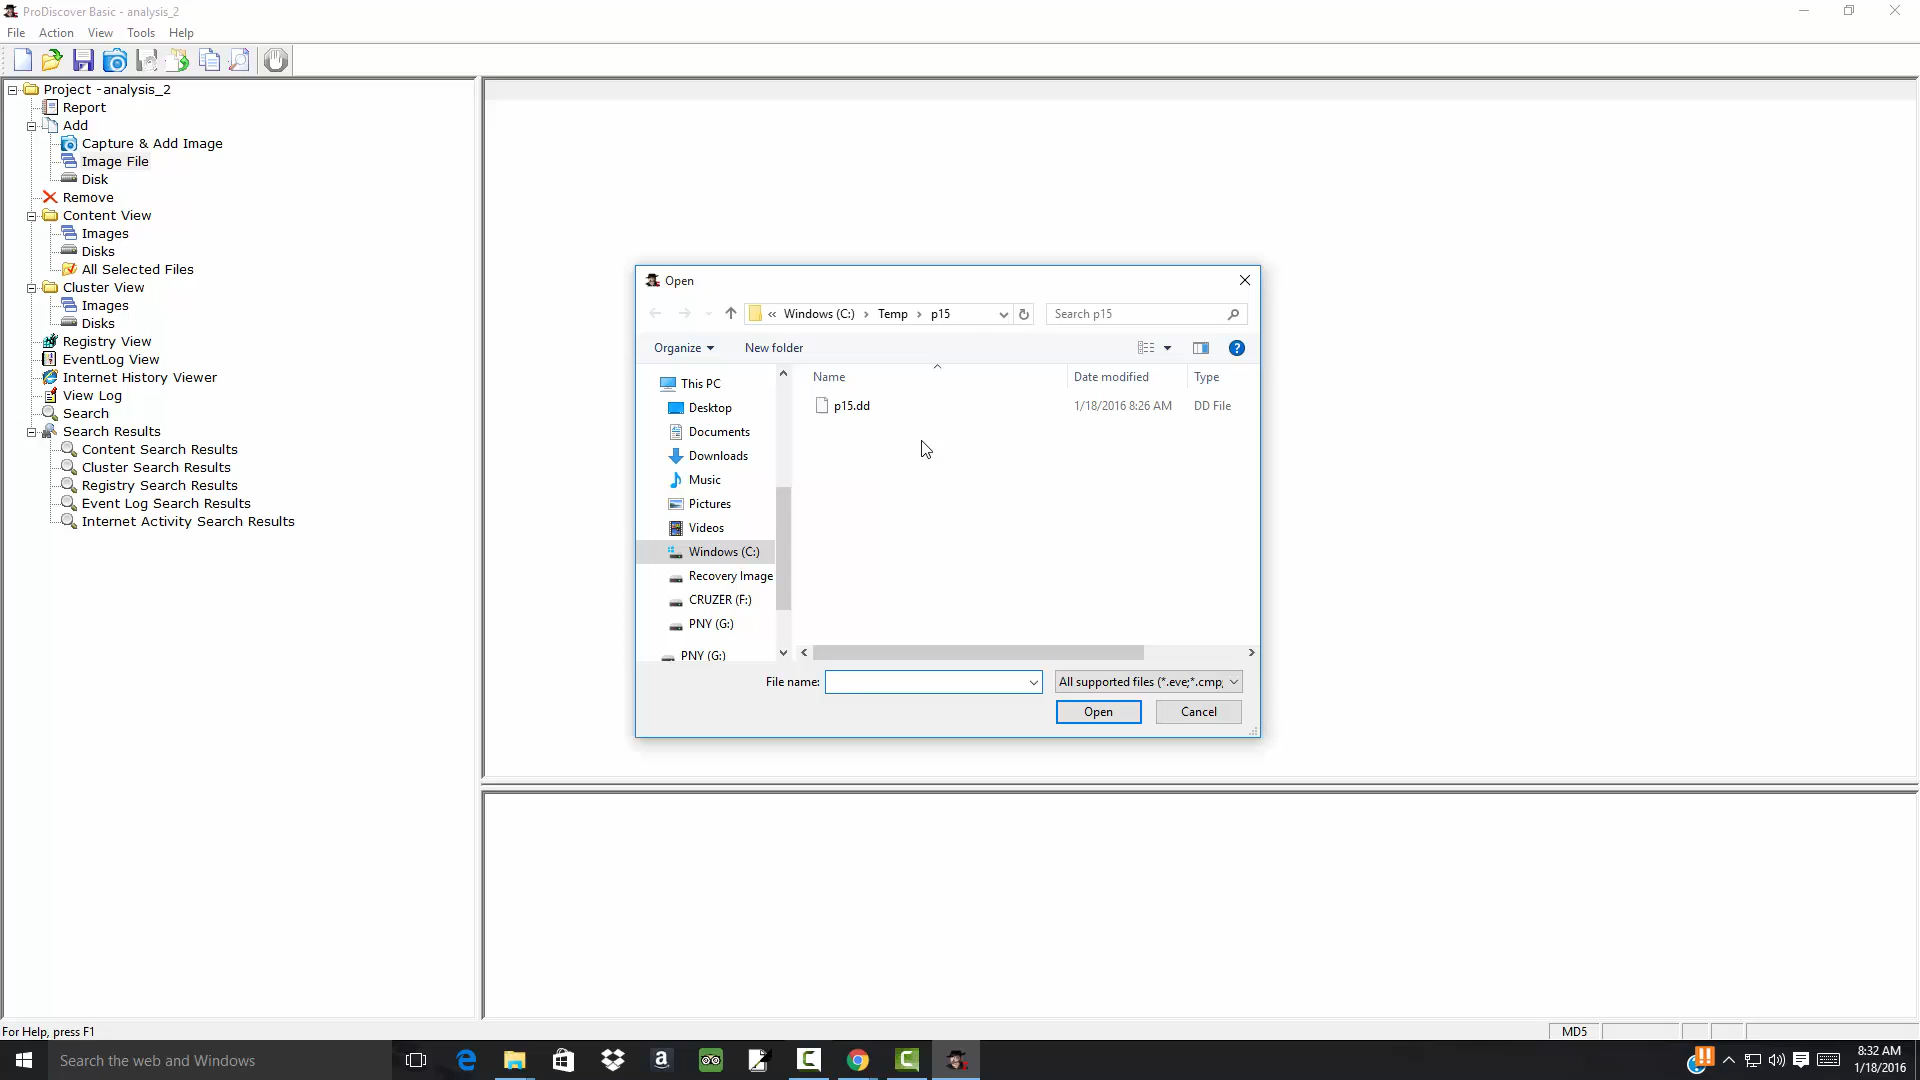 ProDiscover Basic - analysis_2
File Action View Tools Help
Project -analysis_2
Report
Add
Capture & Add Image
Image File
Disk
Remove
Content View
Images
Disks
All Selected Files
Cluster View
Images
Disks
Registry View
EventLog View
Internet History Viewer
View Log
Search
Search Results
Content Search Results
Cluster Search Results
Registry Search Results
Event Log Search Results
Internet Activity Search Results
Open
« Windows (C:) › Temp › p15
Search p15
Organize New folder
This PC
Desktop
Documents
Downloads
Music
Pictures
Videos
Windows (C:)
Recovery Image
CRUZER (F:)
PNY (G:)
PNY (G:)
Name Date modified Type
p15.dd 1/18/2016 8:26 AM DD File
File name: All supported files (*.eve;*.cmp;
Open Cancel
For Help, press F1
MD5
Search the web and Windows
8:32 AM
1/18/2016